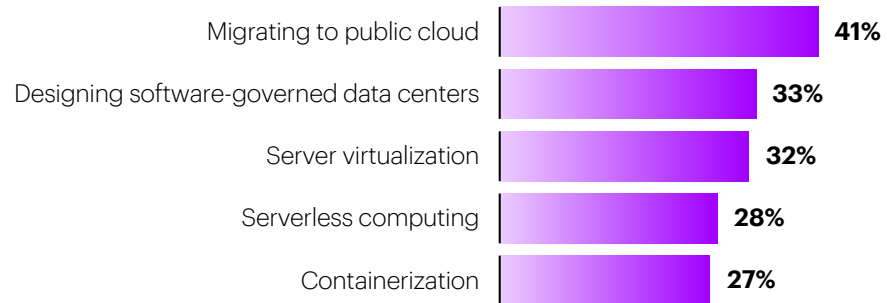 Migrating to public cloud 41%
Designing software-governed data centers 33%
Server virtualization 32%
Serverless computing 28%
Containerization 27%